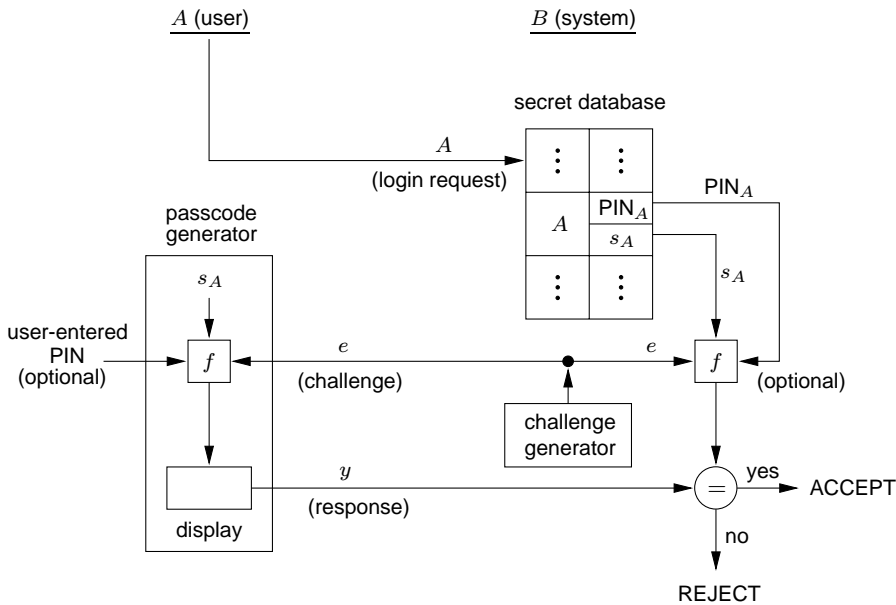 A (user)
B (system)
secret database
A
(login request)
⋮ ⋮
PIN_A
A
PIN_A
s_A
passcode
generator
⋮ ⋮
s_A
s_A
user-entered
PIN
(optional)
f
e
(challenge)
e
f
(optional)
challenge
generator
y
(response)
=
yes
ACCEPT
display
no
REJECT